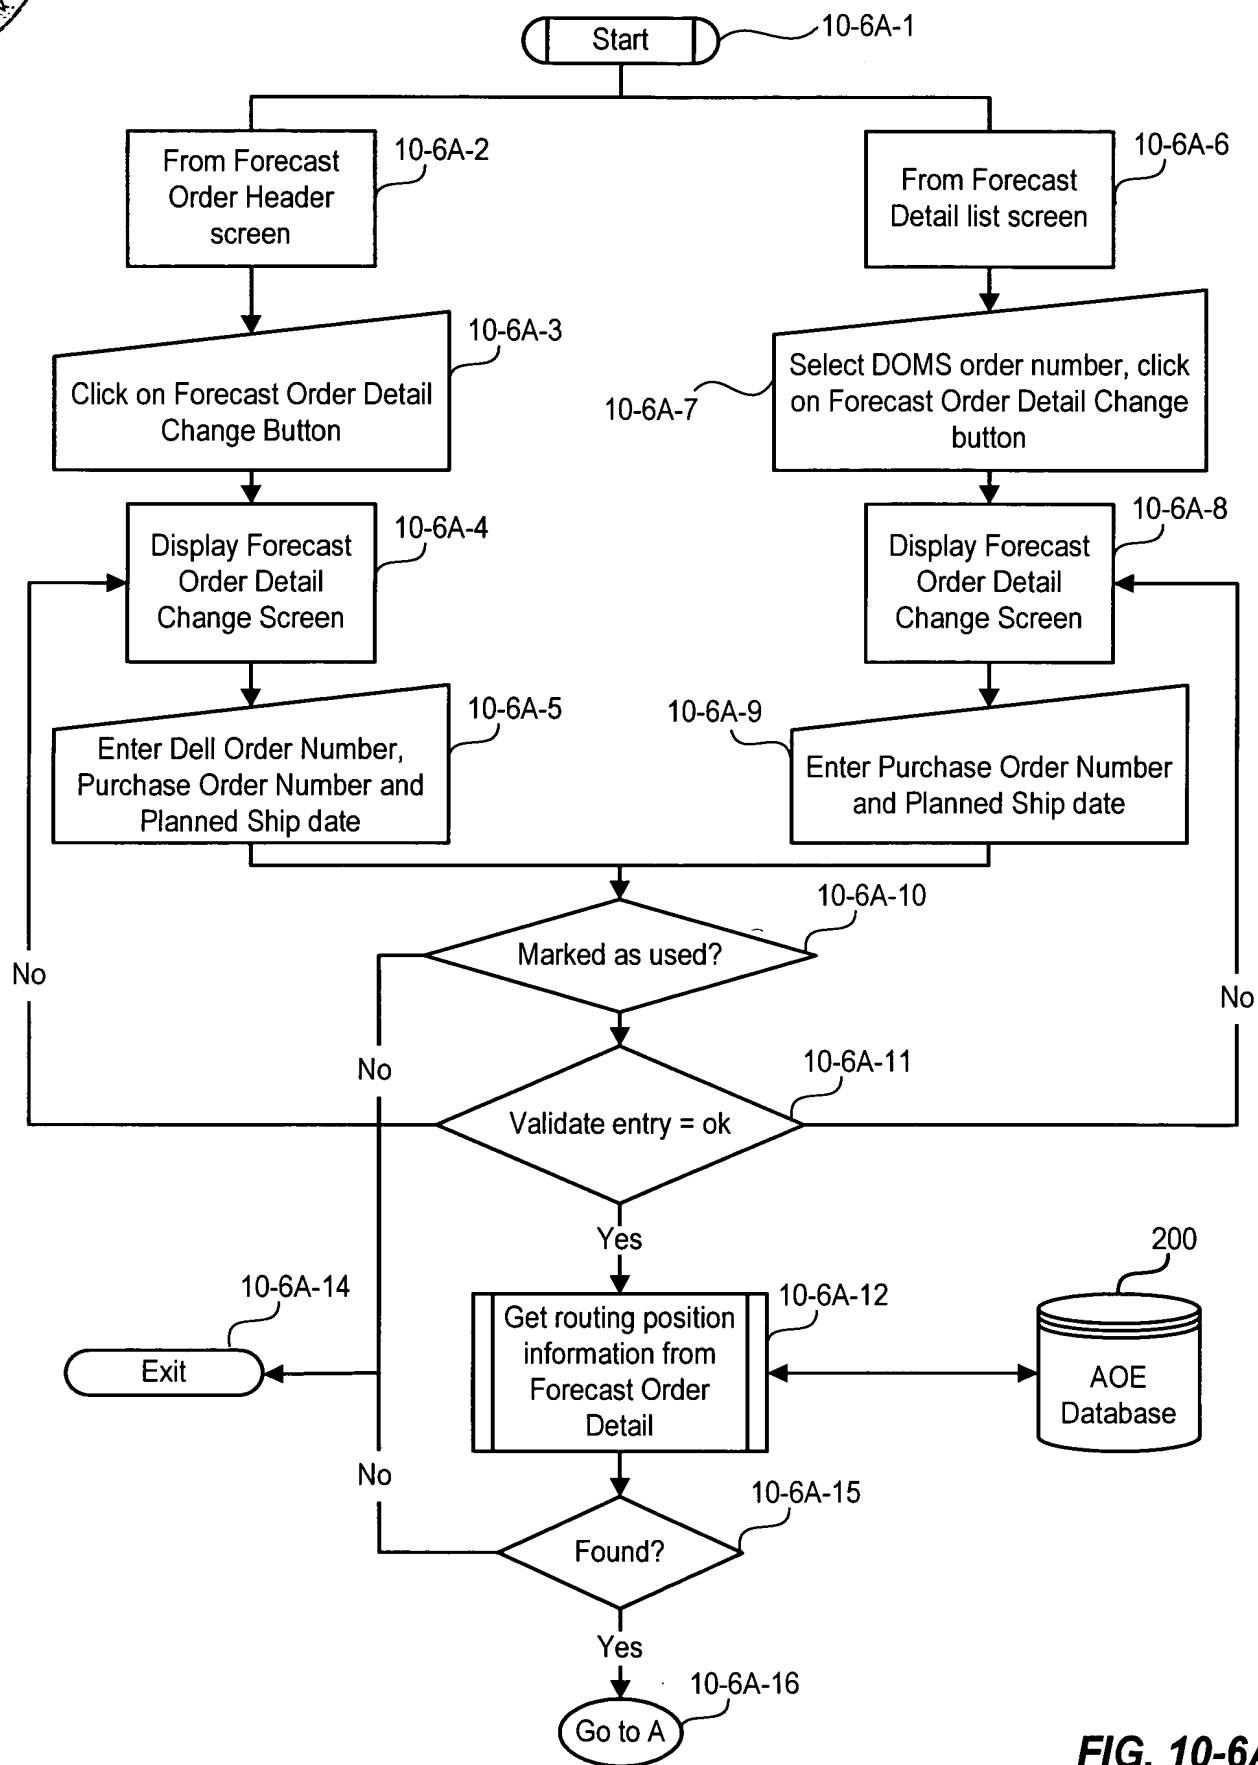 Start
10-6A-1
From Forecast
Order Header
screen
10-6A-2
From Forecast
Detail list screen
10-6A-6
Click on Forecast Order Detail
Change Button
10-6A-3
Select DOMS order number, click
on Forecast Order Detail Change
button
10-6A-7
Display Forecast
Order Detail
Change Screen
10-6A-4
Display Forecast
Order Detail
Change Screen
10-6A-8
Enter Dell Order Number,
Purchase Order Number and
Planned Ship date
10-6A-5
10-6A-9
Enter Purchase Order Number
and Planned Ship date
10-6A-10
Marked as used?
No
No
No
10-6A-11
Validate entry = ok
Yes
200
10-6A-14
Exit
10-6A-12
Get routing position
information from
Forecast Order
Detail
AOE
Database
No
10-6A-15
Found?
Yes
10-6A-16
Go to A
FIG. 10-6A